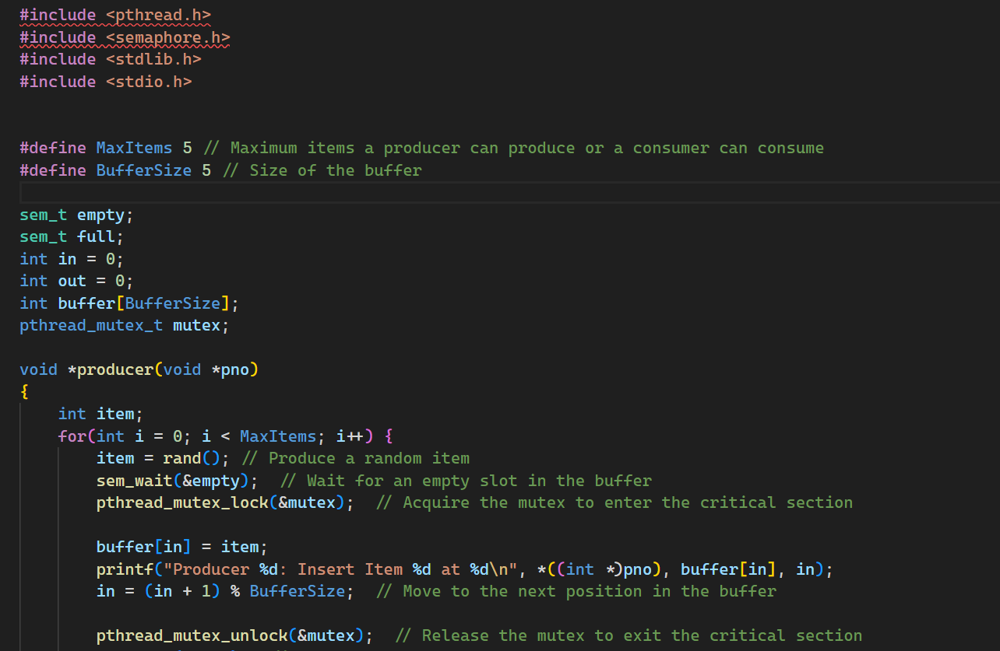 #include <pthread.h>
#include <semaphore.h>
#include <stdlib.h>
#include <stdio.h>
#define MaxItems 5 // Maximum items a producer can produce or a consumer can consume
#define BufferSize 5 // Size of the buffer
sem_t empty;
sem_t full;
int in = 0;
int out = 0;
int buffer[BufferSize];
pthread_mutex_t mutex;
void *producer(void *pno)
{
    int item;
    for(int i = 0; i < MaxItems; i++) {
        item = rand(); // Produce a random item
        sem_wait(&empty);  // Wait for an empty slot in the buffer
        pthread_mutex_lock(&mutex);  // Acquire the mutex to enter the critical section
        buffer[in] = item;
        printf("Producer %d: Insert Item %d at %d\n", *((int *)pno), buffer[in], in);
        in = (in + 1) % BufferSize;  // Move to the next position in the buffer
        pthread_mutex_unlock(&mutex);  // Release the mutex to exit the critical section